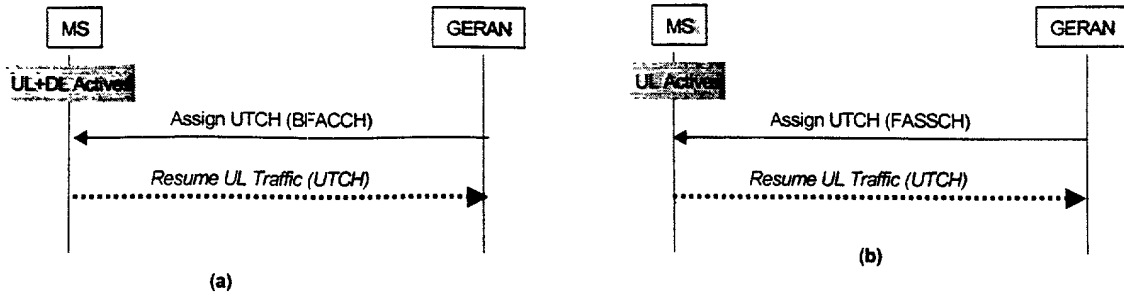 MS
GERAN
UL+DL Active
Assign UTCH (BIFACCH)
Resume UL Traffic (UTCH)
(a)
MS
GERAN
UL Active
Assign UTCH (FASSCH)
Resume UL Traffic (UTCH)
(b)